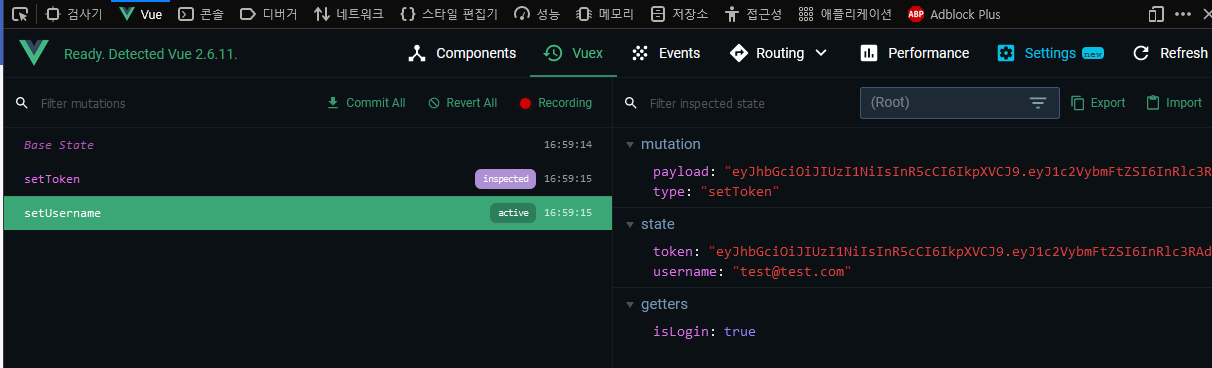 검사기 Vue 콘솔 디버거 네트워크 스타일 편집기 성능 메모리 저장소 접근성 애플리케이션 ABP Adblock Plus
Ready. Detected Vue 2.6.11. Components Vuex Events Routing Performance Settings new Refresh
Filter mutations Commit All Revert All Recording
Filter inspected state (Root) Export Import
Base State 16:59:14
setToken inspected 16:59:15
setUsername active 16:59:15
mutation
payload: "eyJhbGciOiJIUzI1NiIsInR5cCI6IkpXVCJ9.eyJ1c2VybmFtZSI6InRlc3R
type: "setToken"
state
token: "eyJhbGciOiJIUzI1NiIsInR5cCI6IkpXVCJ9.eyJ1c2VybmFtZSI6InRlc3RAd
username: "test@test.com"
getters
isLogin: true